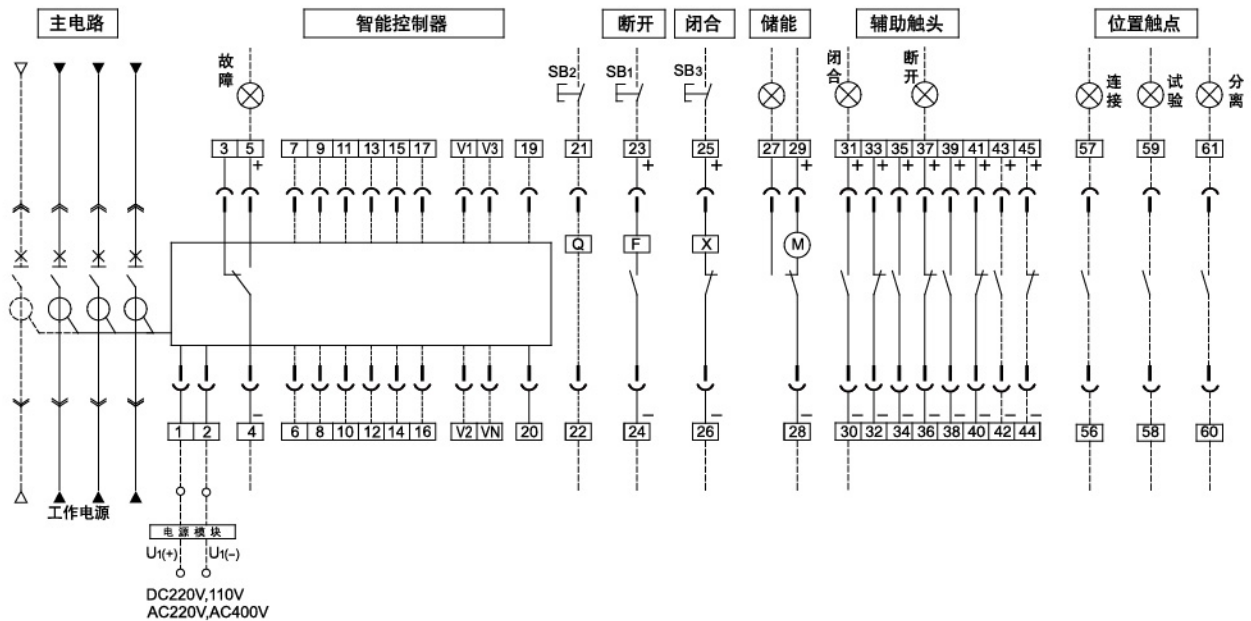 主电路 智能控制器 断开 闭合 储能 辅助触头 位置触点
故障 SB2 SB1 SB3 闭合 断开 连接 试验 分离
3 5 7 9 11 13 15 17 V1 V3 19 21 23 25 27 29 31 33 35 37 39 41 43 45 57 59 61
+ + + + + + + + + + + +
Q F X M
- - - - - - - - - - - -
1 2 4 6 8 10 12 14 16 V2 VN 20 22 24 26 28 30 32 34 36 38 40 42 44 56 58 60
工作电源
电源模块
U1(+) U1(-)
DC220V,110V
AC220V,AC400V